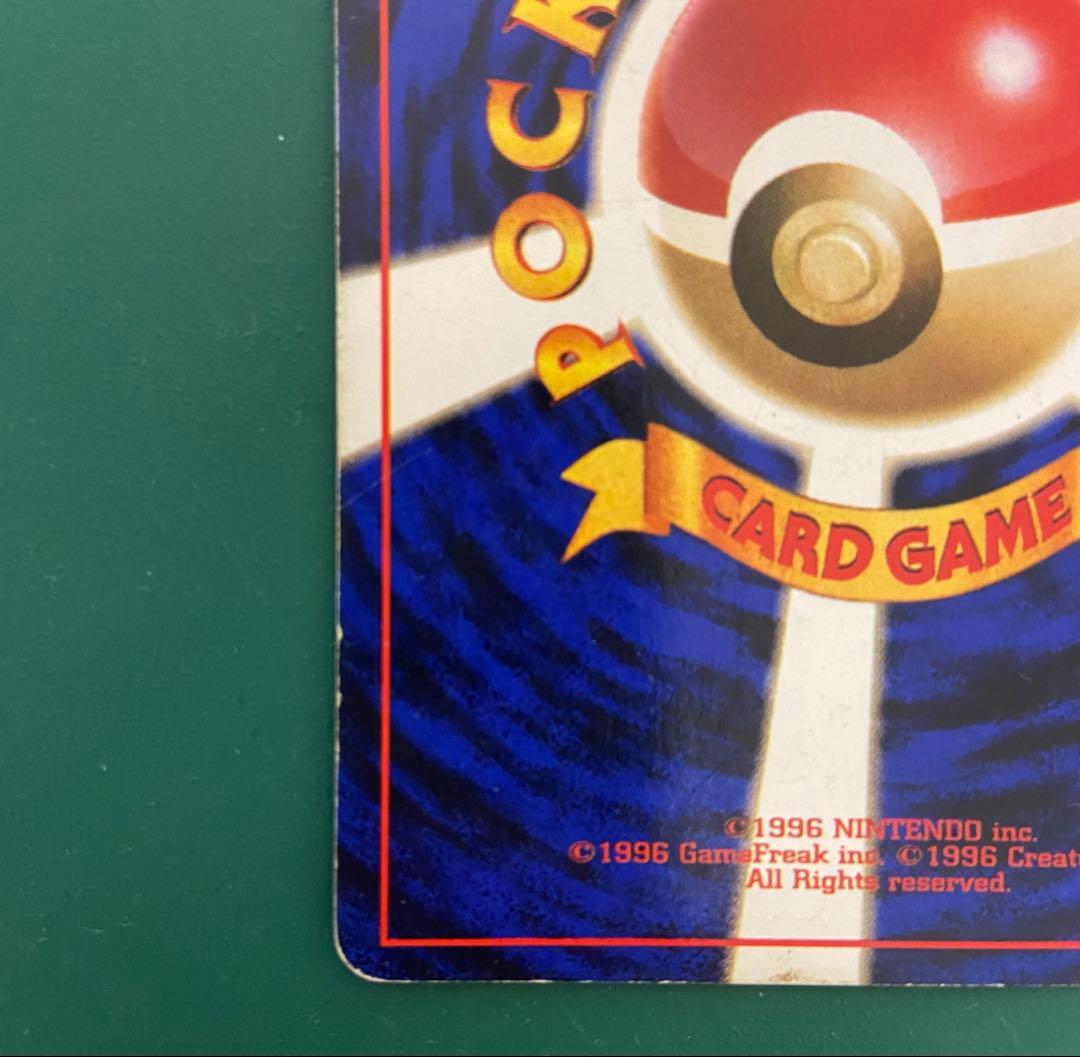 POCK
CARD GAME
©1996 NINTENDO inc.
©1996 GameFreak inc. ©1996 Creat
All Rights reserved.